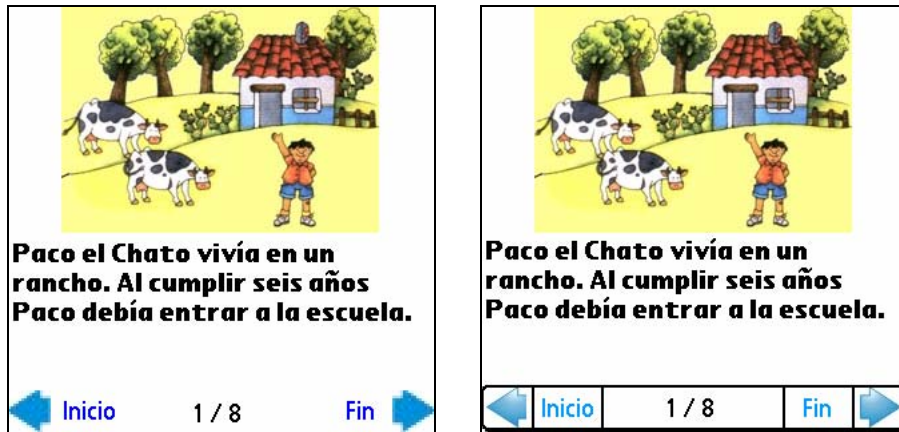 Paco el Chato vivía en un
rancho. Al cumplir seis años
Paco debía entrar a la escuela.
Inicio 1 / 8 Fin
Paco el Chato vivía en un
rancho. Al cumplir seis años
Paco debía entrar a la escuela.
Inicio 1 / 8 Fin